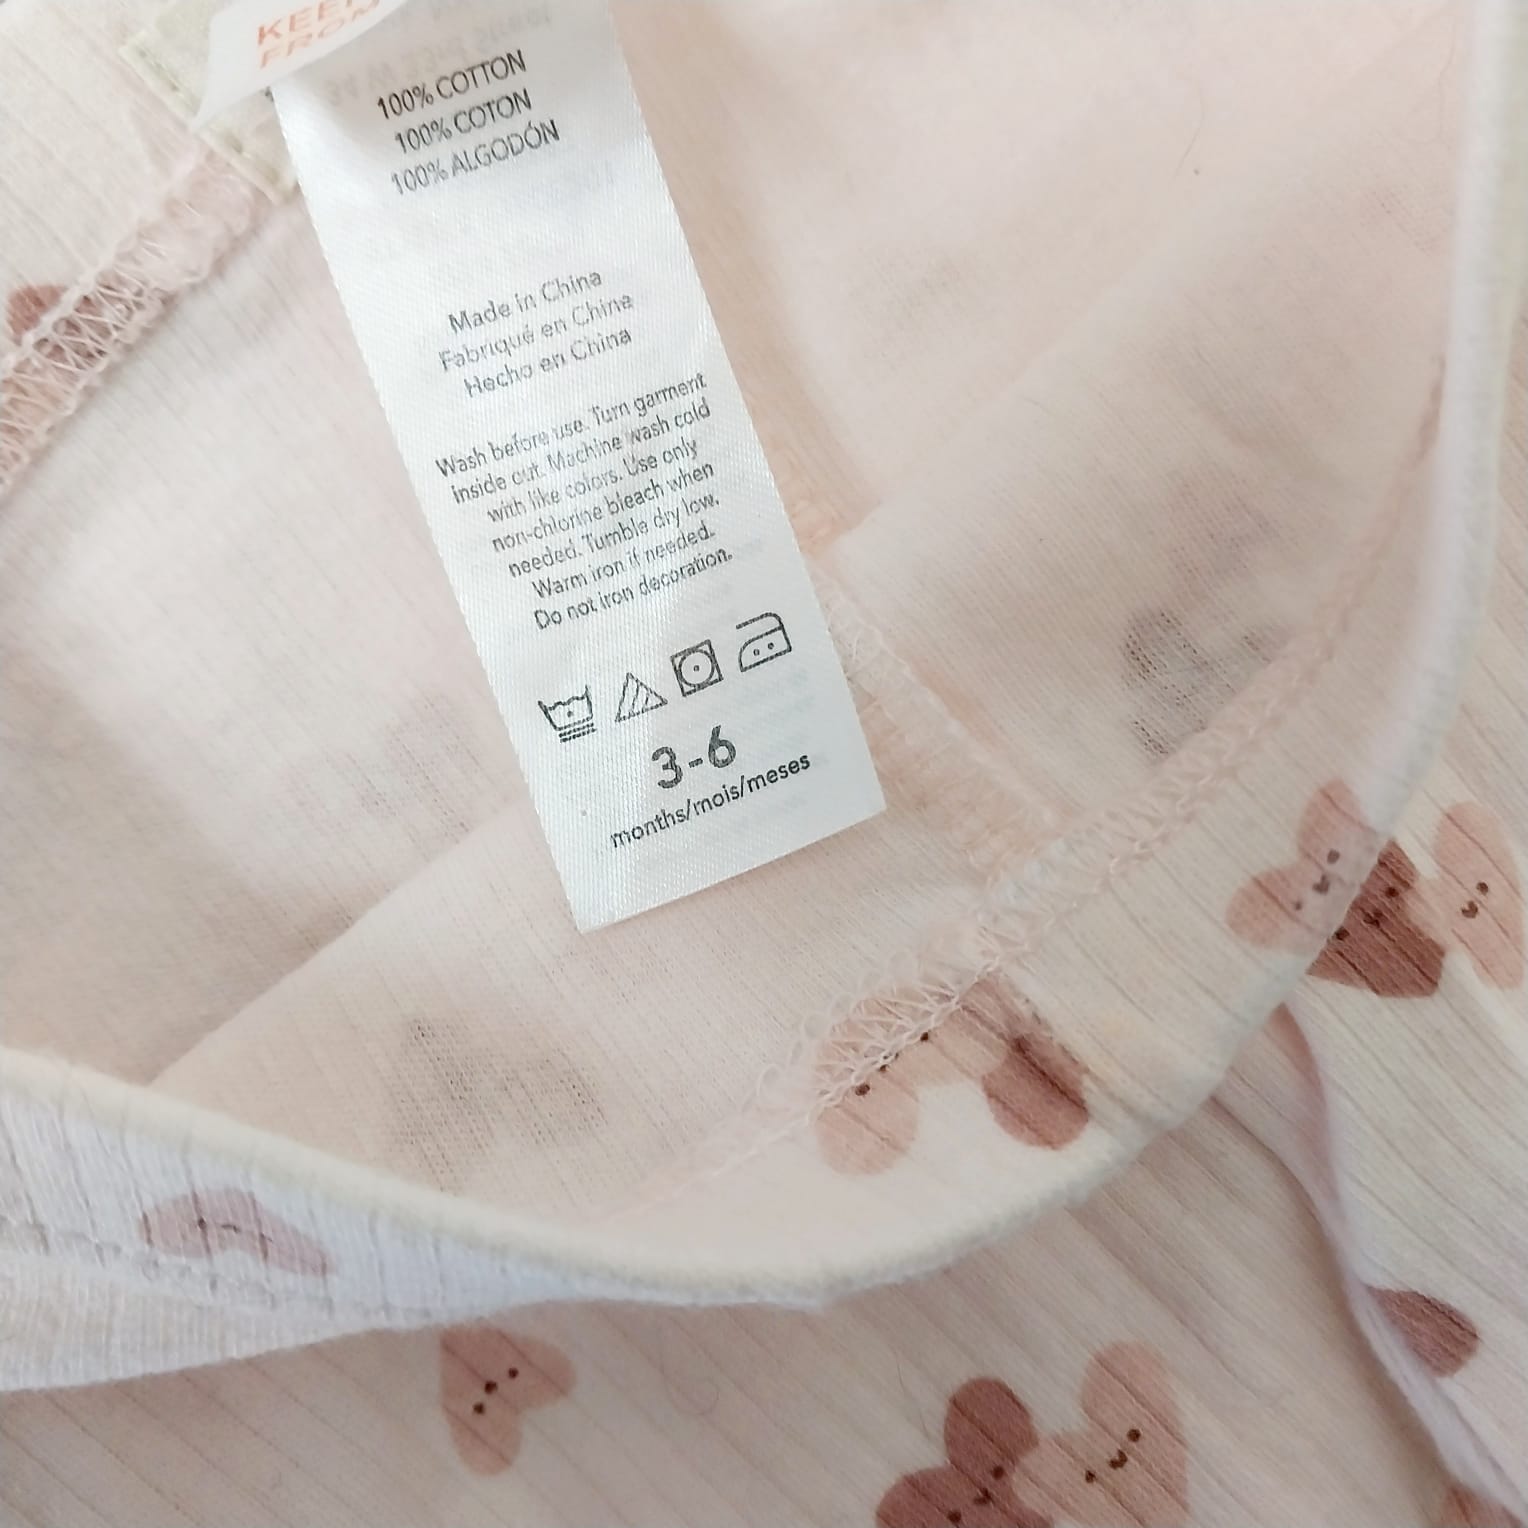 KEEP
FROM
100% COTTON
100% COTON
100% ALGODÓN
Made in China
Fabriqué en Chine
Hecho en China
Wash before use. Turn garment
inside out. Machine wash cold
with like colors. Use only
non-chlorine bleach when
needed. Tumble dry low.
Warm iron if needed.
Do not iron decoration.
3-6
months/mois/meses